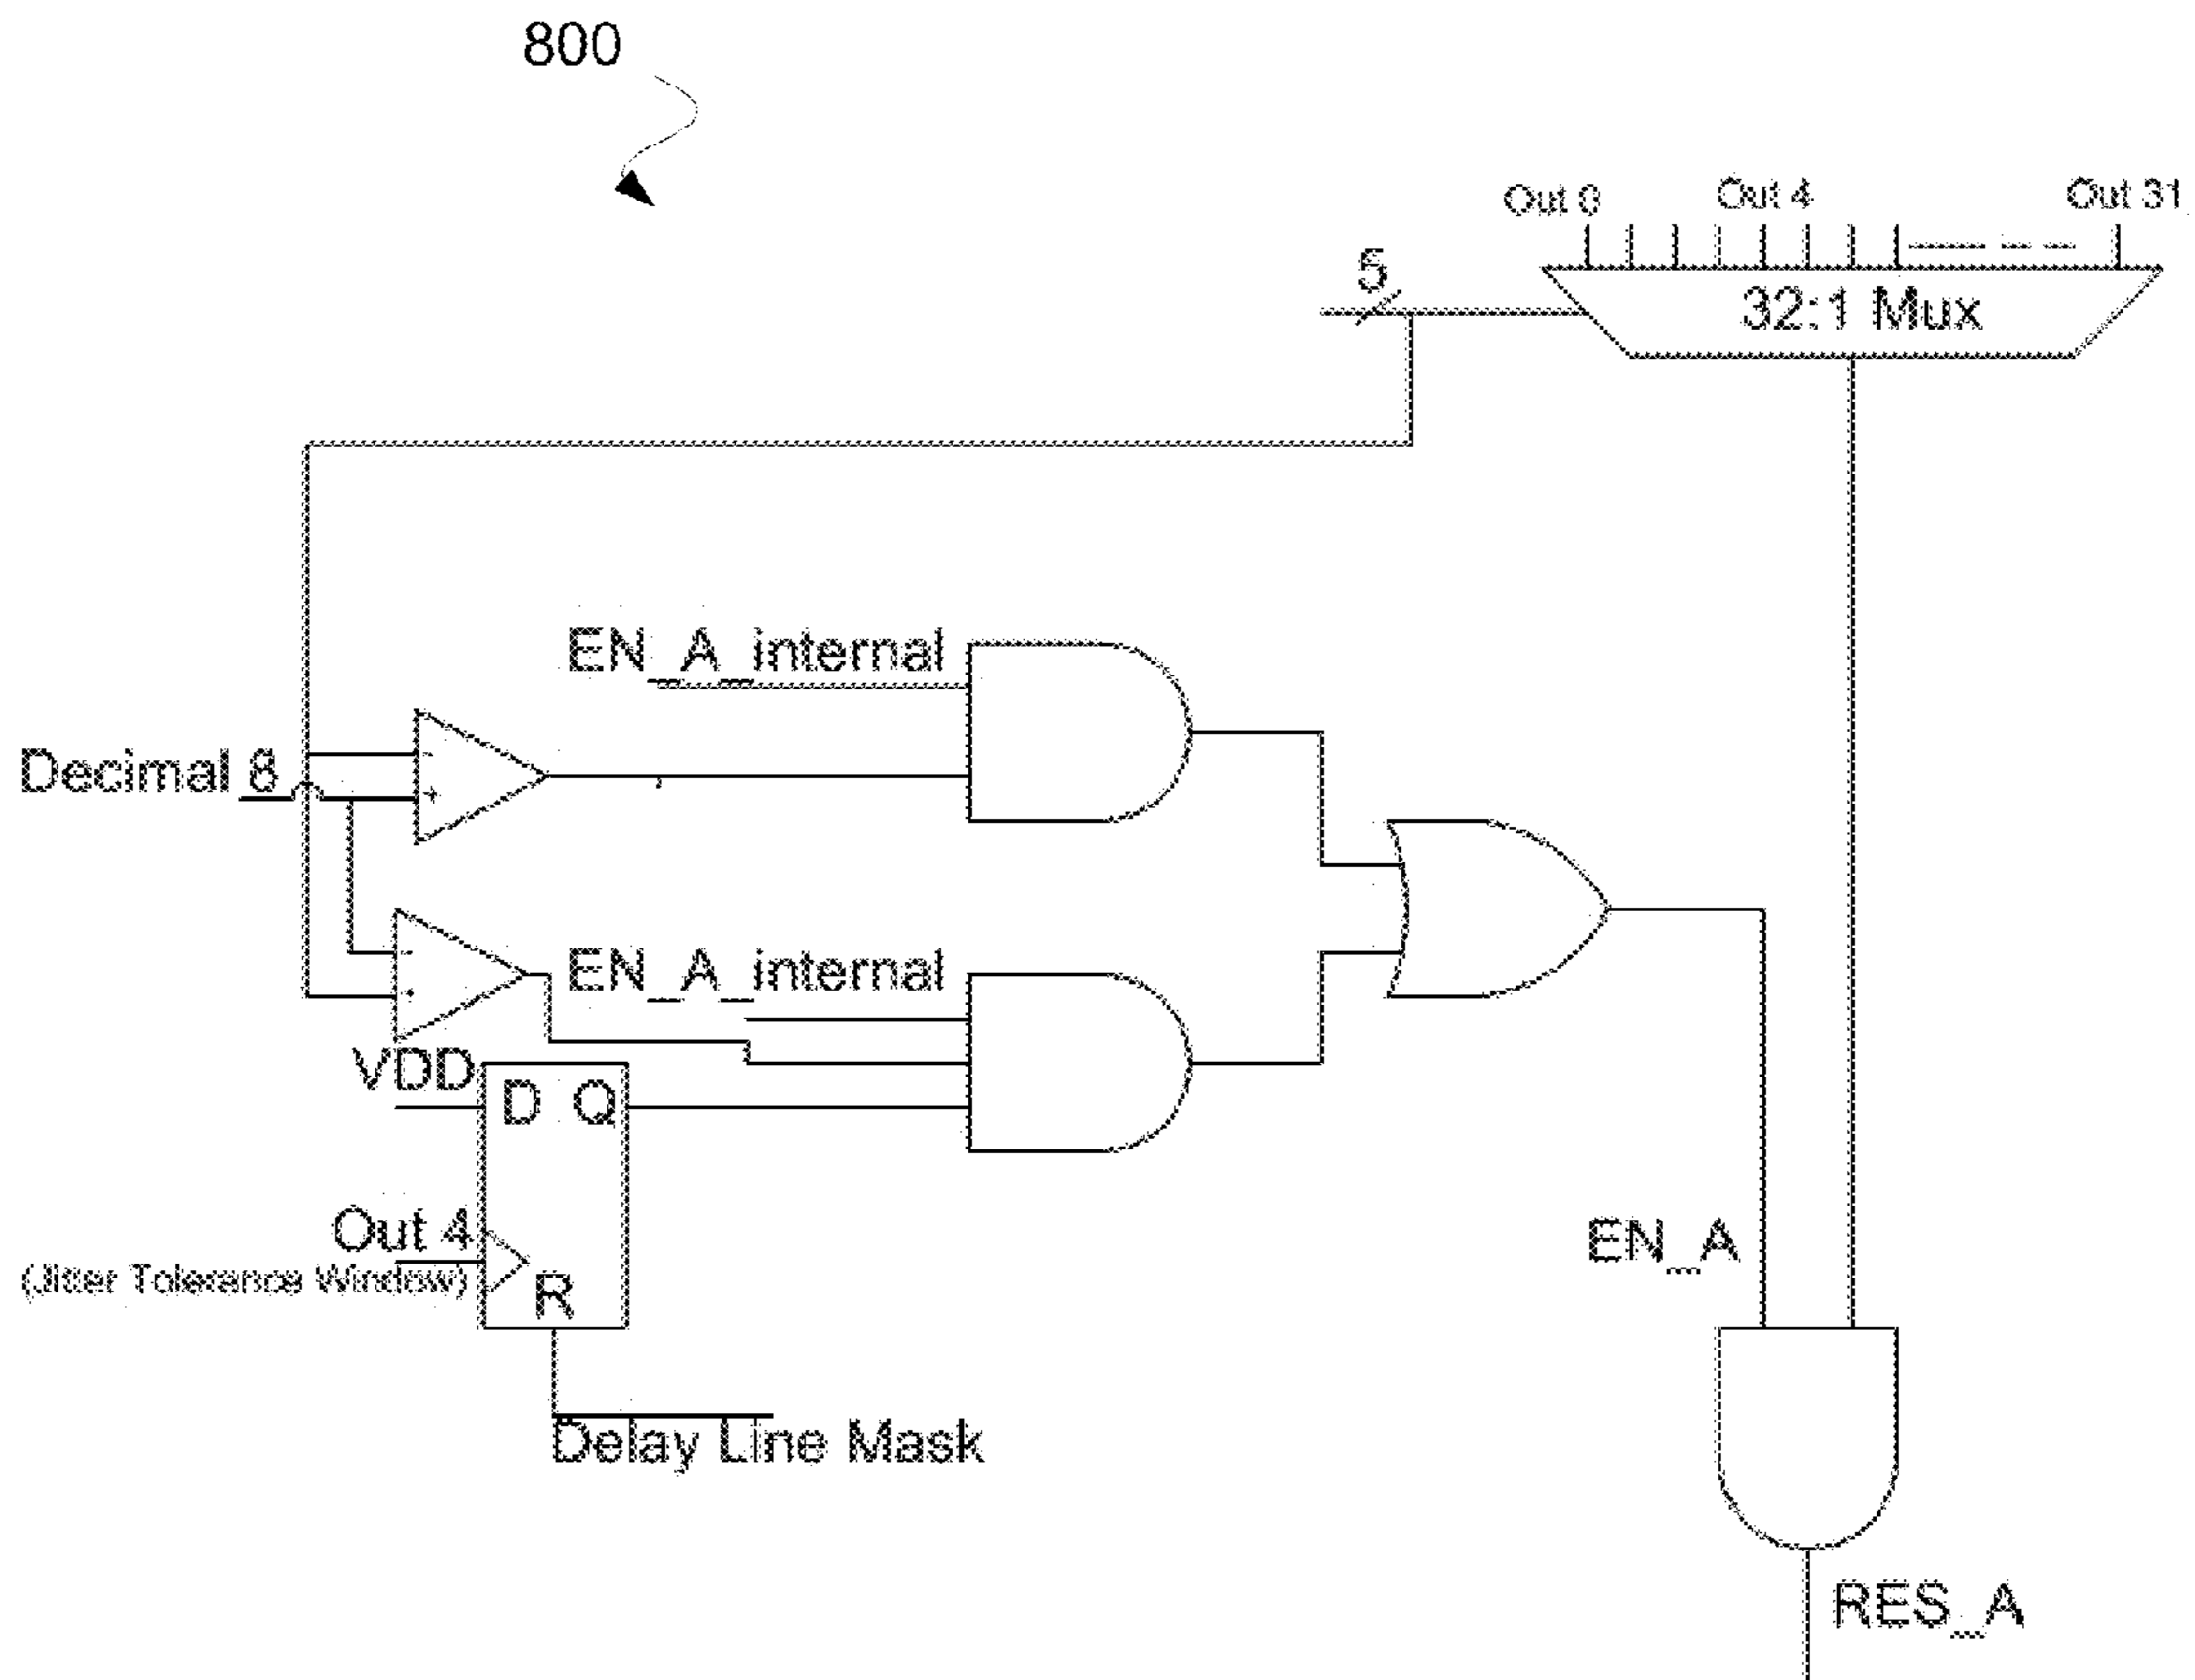 800
Out 0
Out 4
Out 31
5
32:1 Mux
EN_A_internal
-
Decimal 8
+
EN_A_internal
-
+
VDD
D Q
Out 4
(Jitter Tolerance Window)
R
EN_A
Delay Line Mask
RES_A